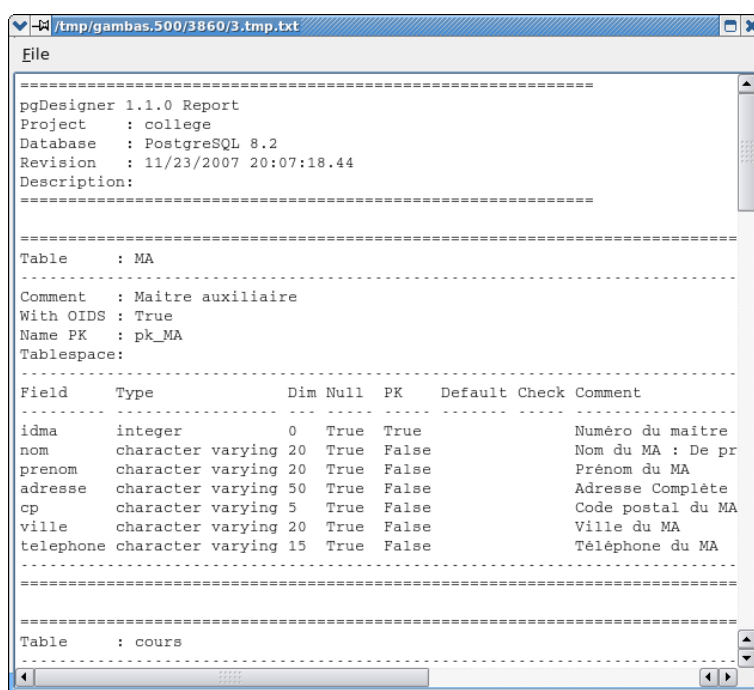 /tmp/gambas.500/3860/3.tmp.txt
File
============================================================
pgDesigner 1.1.0 Report
Project     : college
Database    : PostgreSQL 8.2
Revision    : 11/23/2007 20:07:18.44
Description:
============================================================
===========================================================================
Table       : MA
---------------------------------------------------------------------------
Comment     : Maitre auxiliaire
With OIDS : True
Name PK     : pk_MA
Tablespace:
---------------------------------------------------------------------------
Field     Type              Dim Null  PK    Default Check Comment
--------- ----------------- --- ----- ----- ------- ----- -----------------
idma      integer           0   True  True                Numéro du maître
nom       character varying 20  True  False               Nom du MA : De pr
prenom    character varying 20  True  False               Prénom du MA
adresse   character varying 50  True  False               Adresse Complète
cp        character varying 5   True  False               Code postal du MA
ville     character varying 20  True  False               Ville du MA
telephone character varying 15  True  False               Téléphone du MA
---------------------------------------------------------------------------
===========================================================================
===========================================================================
Table       : cours
---------------------------------------------------------------------------